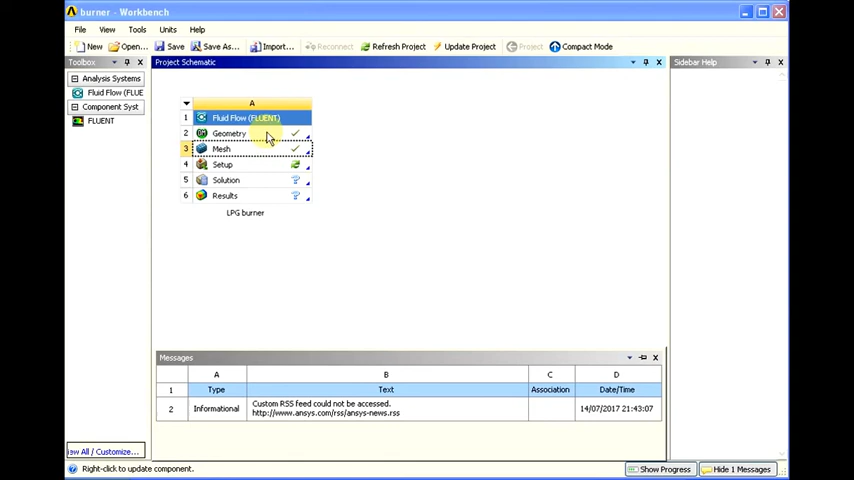 burner - Workbench
File View Tools Units Help
New Open... Save Save As... Import... Reconnect Refresh Project Update Project Project Compact Mode
Toolbox
Project Schematic
Sidebar Help
Analysis Systems
Fluid Flow (F
Component Syst
FLUENT
A
1 Fluid Flow (FLUENT)
2 Geometry
3 Mesh
4 Setup
5 Solution
6 Results
LPG burner
Messages
A B C D
1 Type Text Association Date/Time
2 Informational Custom RSS feed could not be accessed. 14/07/2017 21:43:07
http://www.ansys.com/rss/ansys-news.rss
iew All / Customize...
Right-click to update component.
Show Progress
Hide 1 Messages